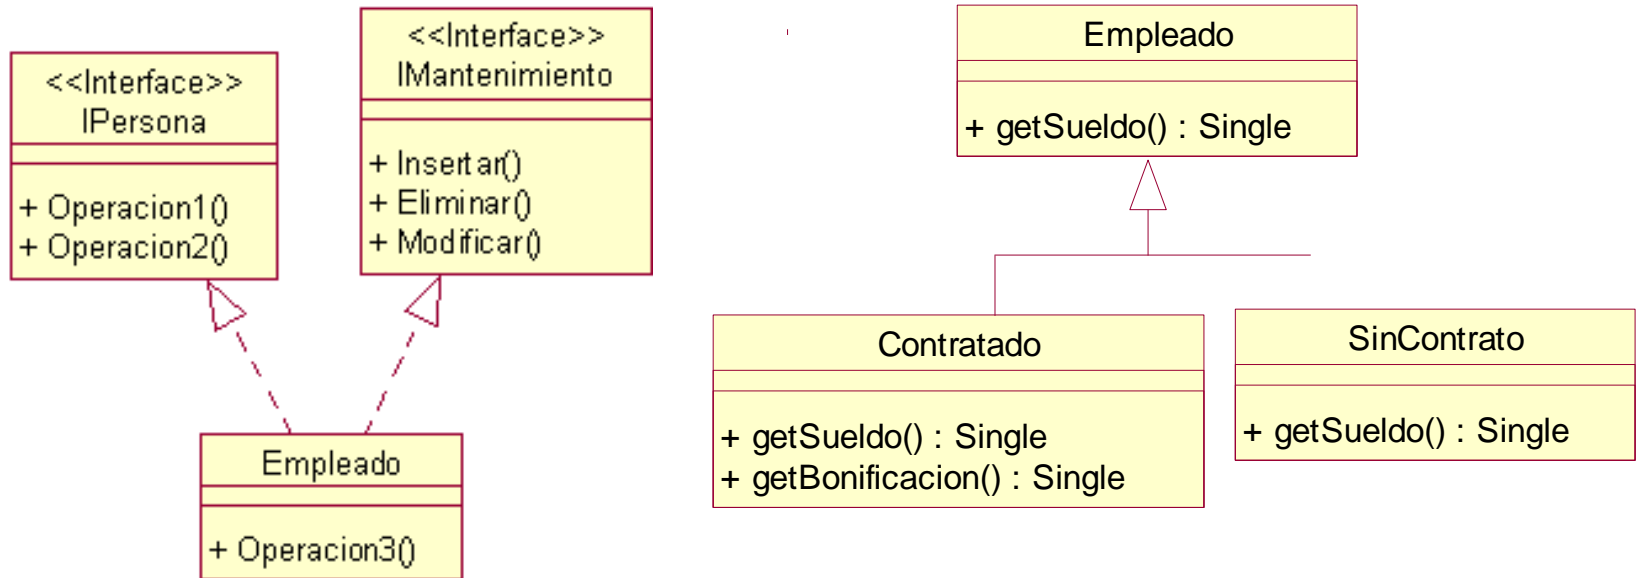 <<Interface>>
IPersona
+ Operacion1()
+ Operacion2()
<<Interface>>
IMantenimiento
+ Insertar()
+ Eliminar()
+ Modificar()
Empleado
+ Operacion3()
Empleado
+ getSueldo() : Single
Contratado
+ getSueldo() : Single
+ getBonificacion() : Single
SinContrato
+ getSueldo() : Single